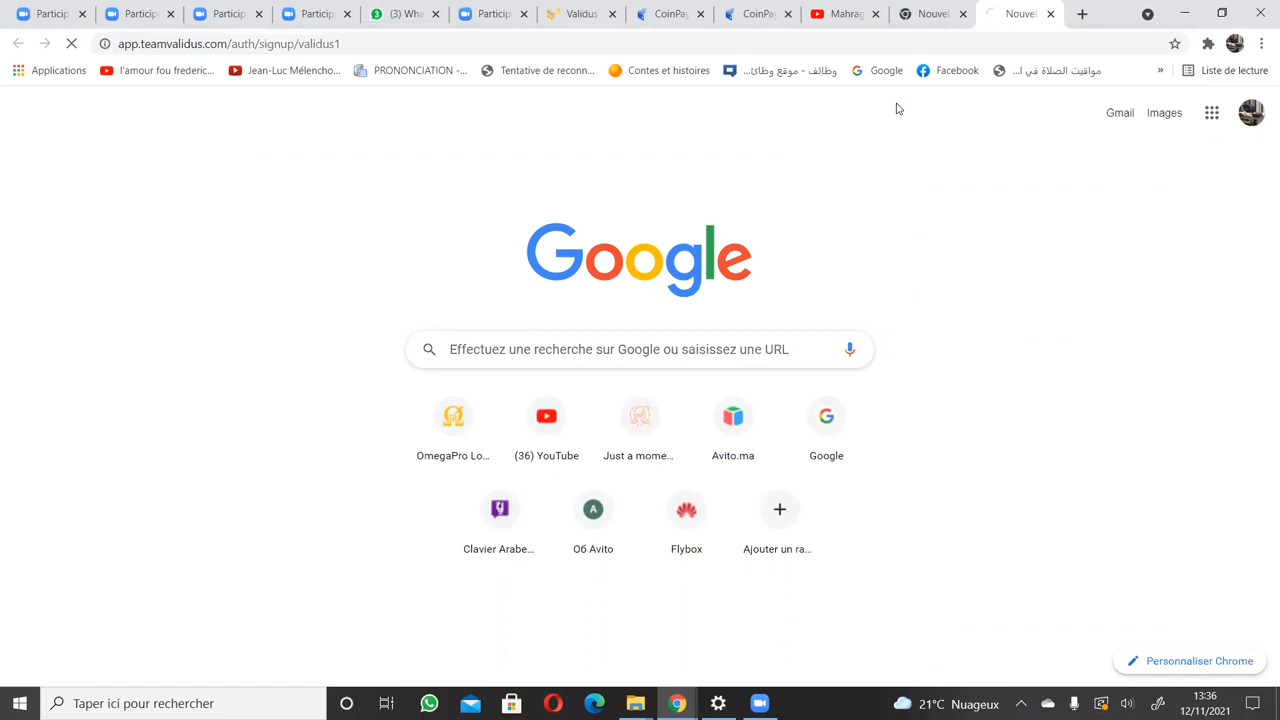 Particip
Particip
Particip
Particip
(3) Wha
Particip
Validus
CoinPay
CoinPay
Mahrag
Nouvel
Nouvel
app.teamvalidus.com/auth/signup/validus1
Applications
l'amour fou frederic...
Jean-Luc Mélencho...
PRONONCIATION -...
Tentative de reconn...
Contes et histoires
وظائف - موقع وظائ...
Google
Facebook
مواقيت الصلاة في ا...
»
Liste de lecture
Gmail
Images
Google
Effectuez une recherche sur Google ou saisissez une URL
OmegaPro Lo...
(36) YouTube
Just a mome...
Avito.ma
Google
A
Clavier Arabe...
Об Avito
Flybox
Ajouter un ra...
Personnaliser Chrome
Taper ici pour rechercher
21°C Nuageux
13:36
12/11/2021